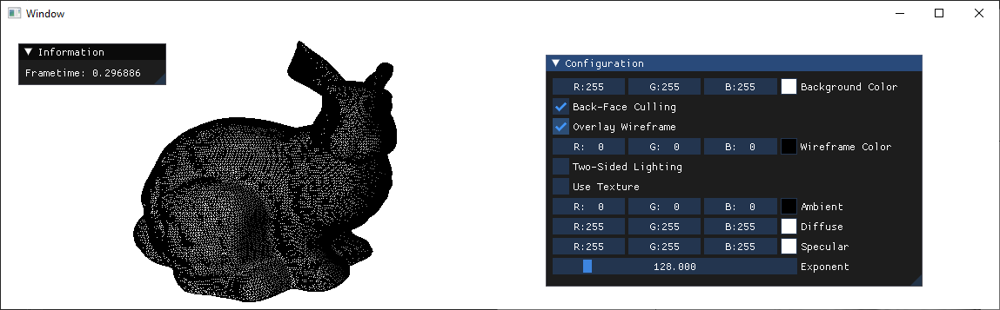 Window
Information
Frametime: 0.296886
Configuration
R:255 G:255 B:255 Background Color
Back-Face Culling
Overlay Wireframe
R: 0 G: 0 B: 0 Wireframe Color
Two-Sided Lighting
Use Texture
R: 0 G: 0 B: 0 Ambient
R:255 G:255 B:255 Diffuse
R:255 G:255 B:255 Specular
128.000 Exponent